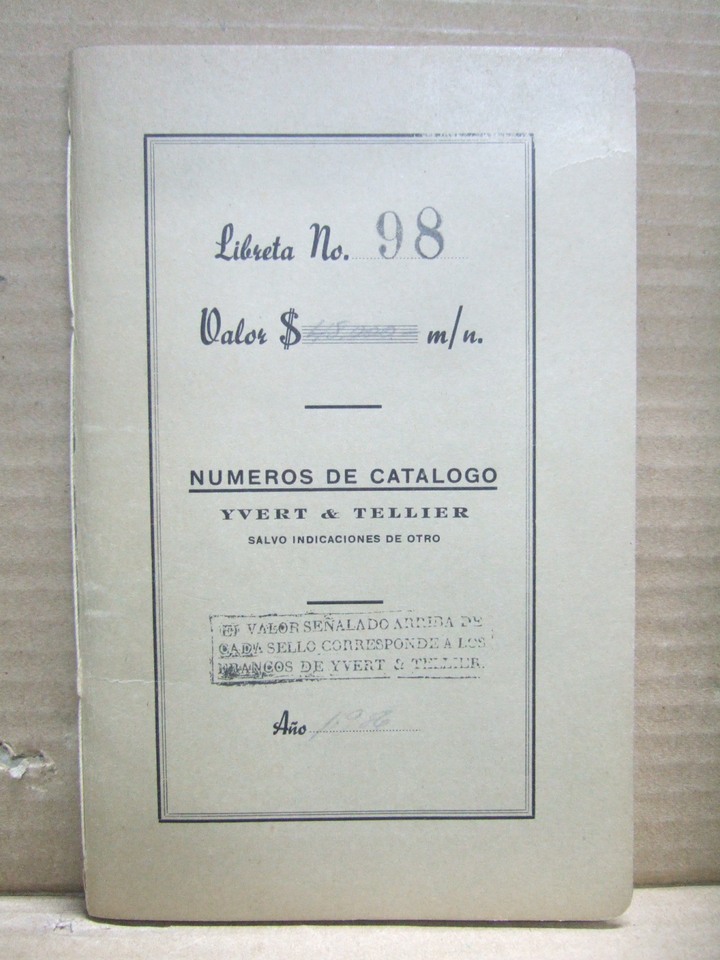 Libreta No. 98
Valor $ m/n.
NUMEROS DE CATALOGO
YVERT & TELLIER
SALVO INDICACIONES DE OTRO
EL VALOR SEÑALADO ARRIBA DE
CADA SELLO CORRESPONDE A LOS
FRANCOS DE YVERT & TELLIER.
Año